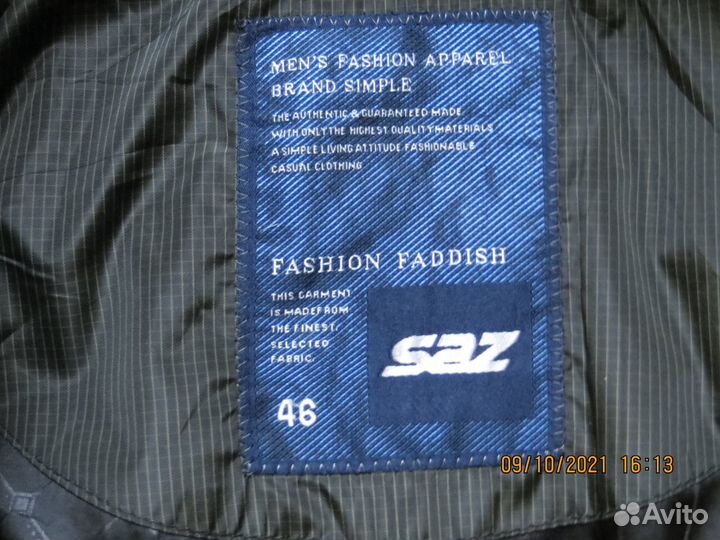 MEN'S FASHION APPAREL
BRAND SIMPLE
THE AUTHENTIC & GUARANTEED MADE
WITH ONLY THE HIGHEST QUALITY MATERIALS
A SIMPLE LIVING ATTITUDE FASHIONABLE
CASUAL CLOTHING
FASHION FADDISH
THIS GARMENT
IS MADE FROM
THE FINEST.
SELECTED
FABRIC.
saz
46
09/10/2021 16:13
Avito